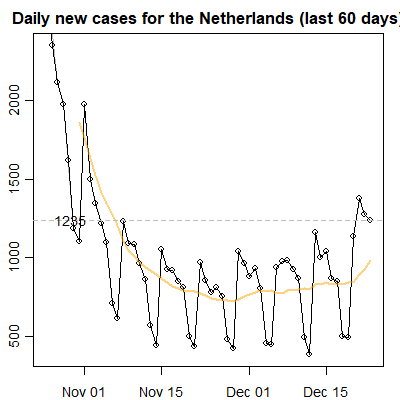 Daily new cases for the Netherlands (last 60 days)
2000
1500
1235
1000
500
Nov 01 Nov 15 Dec 01 Dec 15